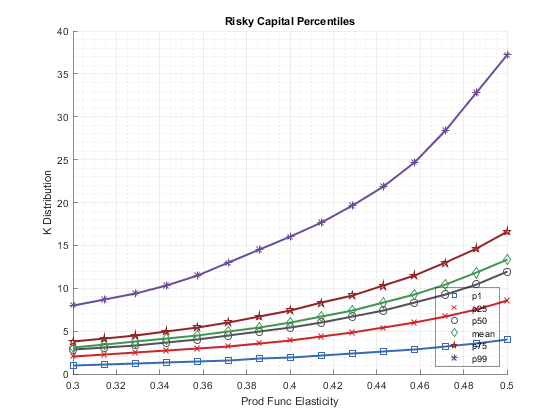 Risky Capital Percentiles
K Distribution
40
35
30
25
20
15
10
5
0
p1
p25
p50
mean
p75
p99
0.3 0.32 0.34 0.36 0.38 0.4 0.42 0.44 0.46 0.48 0.5
Prod Func Elasticity